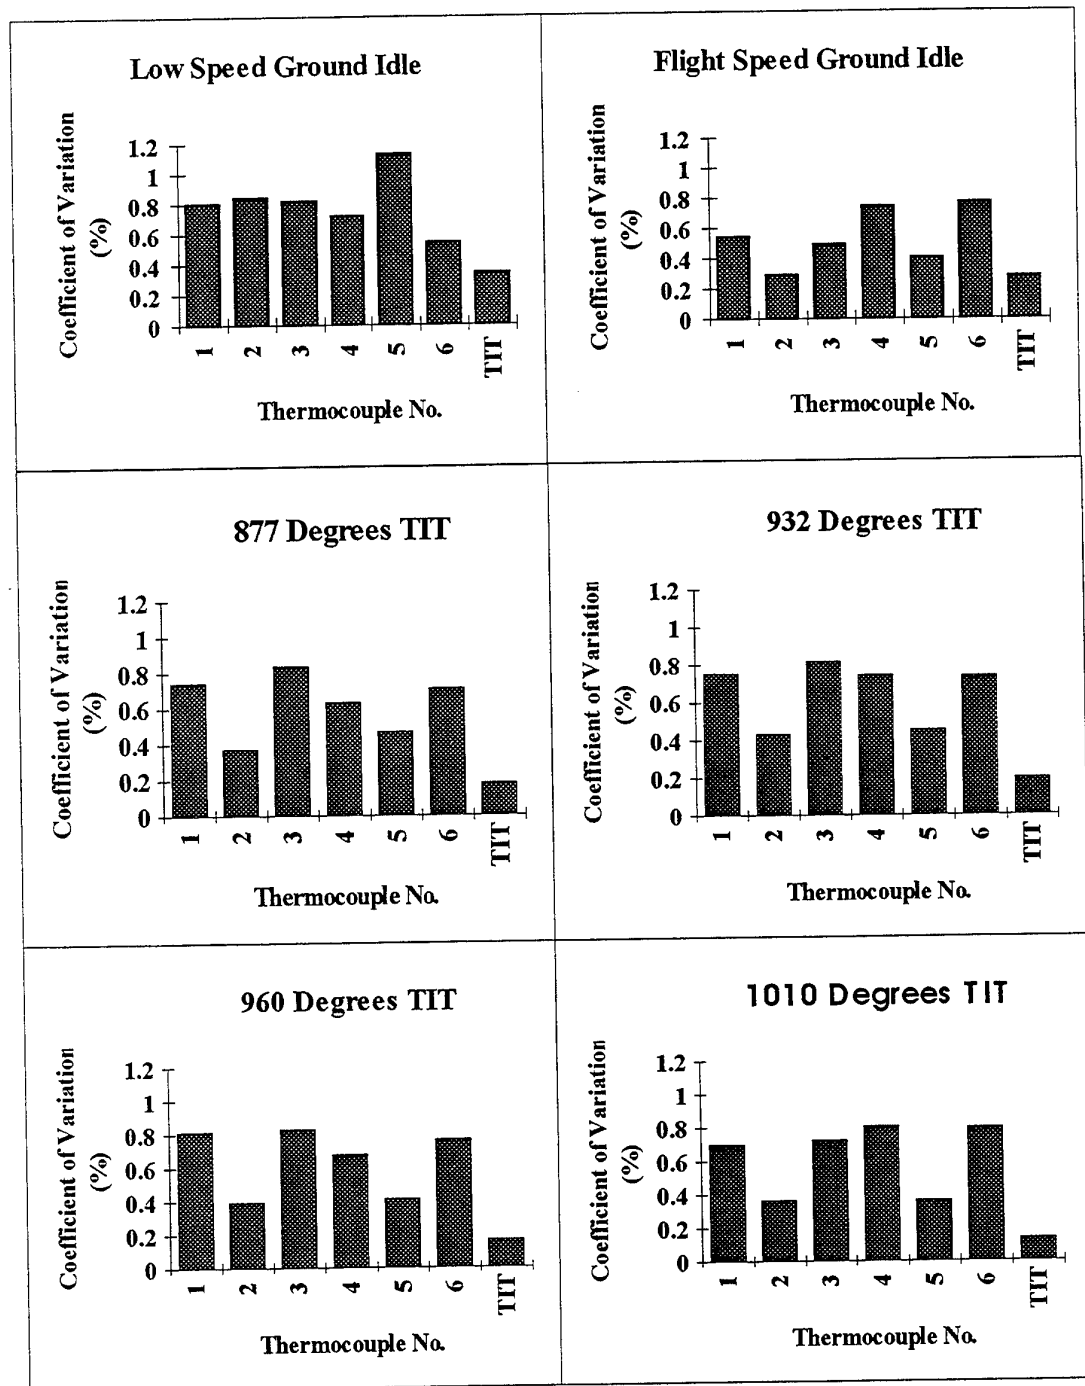 Low Speed Ground Idle
Coefficient of Variation
(%)
1.2
1
0.8
0.6
0.4
0.2
0
1 2 3 4 5 6 TIT
Thermocouple No.
Flight Speed Ground Idle
Coefficient of Variation
(%)
1.2
1
0.8
0.6
0.4
0.2
0
1 2 3 4 5 6 TIT
Thermocouple No.
877 Degrees TIT
Coefficient of Variation
(%)
1.2
1
0.8
0.6
0.4
0.2
0
1 2 3 4 5 6 TIT
Thermocouple No.
932 Degrees TIT
Coefficient of Variation
(%)
1.2
1
0.8
0.6
0.4
0.2
0
1 2 3 4 5 6 TIT
Thermocouple No.
960 Degrees TIT
Coefficient of Variation
(%)
1.2
1
0.8
0.6
0.4
0.2
0
1 2 3 4 5 6 TIT
Thermocouple No.
1010 Degrees TIT
Coefficient of Variation
(%)
1.2
1
0.8
0.6
0.4
0.2
0
1 2 3 4 5 6 TIT
Thermocouple No.